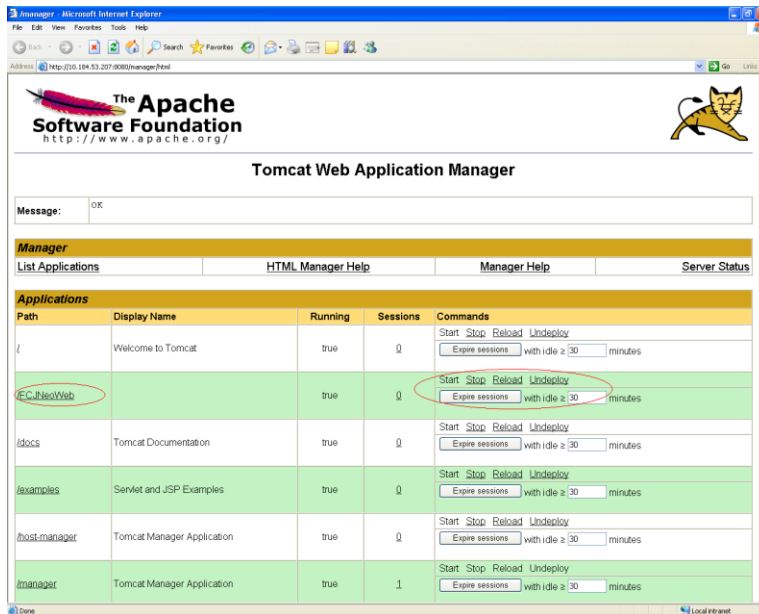 /manager - Microsoft Internet Explorer
File Edit View Favorites Tools Help
Back Search Favorites
Address http://10.184.53.207:8080/manager/html Go Links
The Apache
Software Foundation
http://www.apache.org/
Tomcat Web Application Manager
Message: OK
Manager
List Applications HTML Manager Help Manager Help Server Status
Applications
Path Display Name Running Sessions Commands
Start Stop Reload Undeploy
/ Welcome to Tomcat true 0
Expire sessions with idle ≥ 30 minutes
Start Stop Reload Undeploy
/ECJNeoWeb true 0
Expire sessions with idle ≥ 30 minutes
Start Stop Reload Undeploy
/docs Tomcat Documentation true 0
Expire sessions with idle ≥ 30 minutes
Start Stop Reload Undeploy
/examples Servlet and JSP Examples true 0
Expire sessions with idle ≥ 30 minutes
Start Stop Reload Undeploy
/host-manager Tomcat Manager Application true 0
Expire sessions with idle ≥ 30 minutes
Start Stop Reload Undeploy
/manager Tomcat Manager Application true 1
Expire sessions with idle ≥ 30 minutes
Done Local intranet